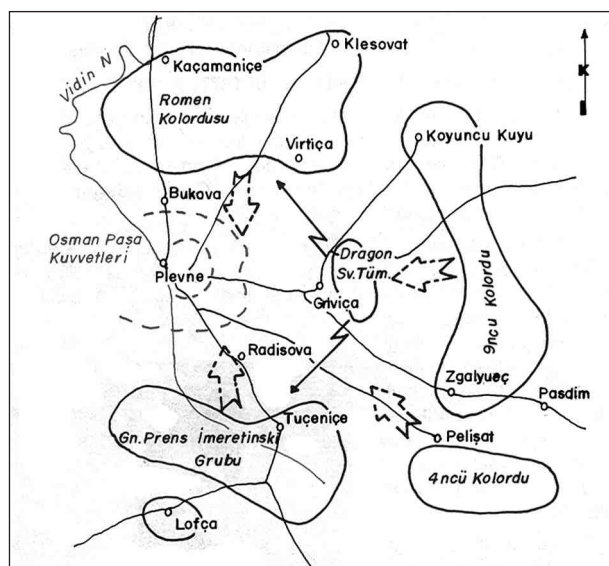 Klesovat
Kaçamaniçe
Vidin N
Romen
Kolordusu
K
Koyuncu Kuyu
Virtiça
Bukova
Osman Paşa
Kuvvetleri
Dragon
Sv. Tüm.
Plevne
Griviça
9ncu Kolordu
Radisova
Zgalyueç
Pasdim
Tuçeniçe
Gn. Prens İmeretinski
Grubu
Pelişat
4ncü Kolordu
Lofça